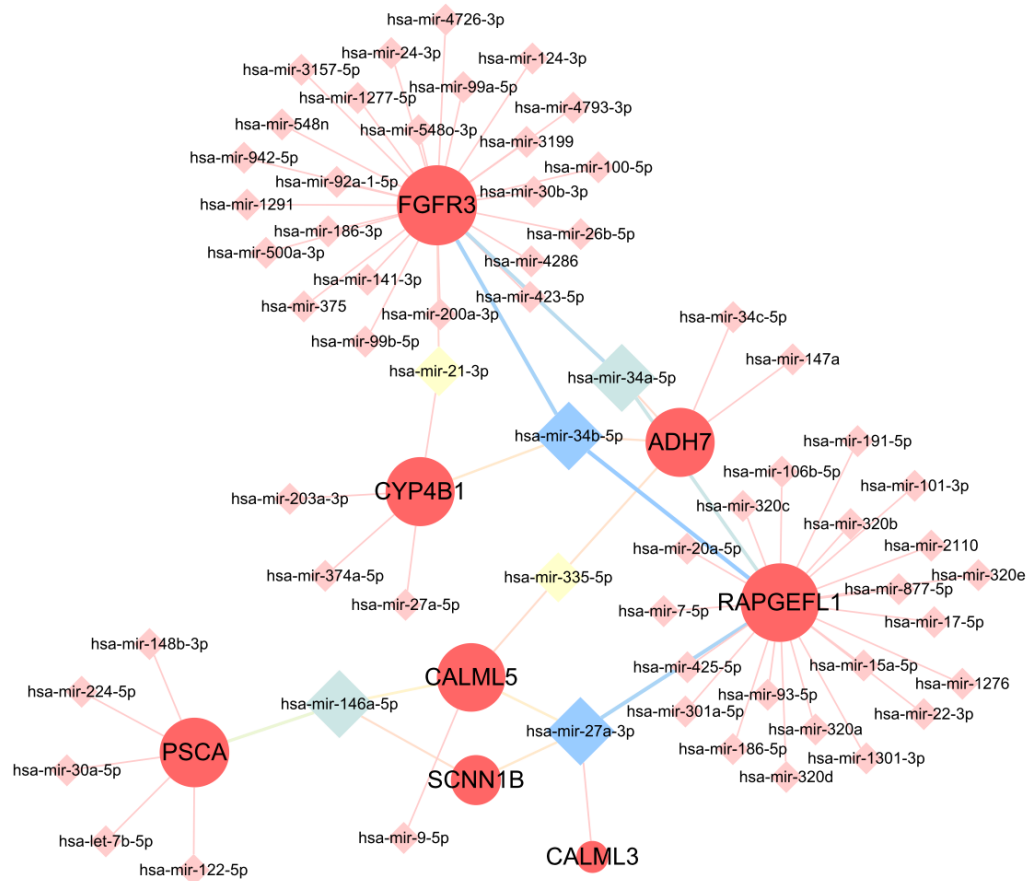 hsa-mir-4726-3p
hsa-mir-24-3p
hsa-mir-124-3p
hsa-mir-3157-5p
hsa-mir-99a-5p
hsa-mir-1277-5p
hsa-mir-4793-3p
hsa-mir-548n
hsa-mir-548o-3p
hsa-mir-3199
hsa-mir-942-5p
hsa-mir-100-5p
hsa-mir-92a-1-5p
hsa-mir-30b-3p
hsa-mir-1291
FGFR3
hsa-mir-186-3p
hsa-mir-26b-5p
hsa-mir-500a-3p
hsa-mir-4286
hsa-mir-141-3p
hsa-mir-375
hsa-mir-423-5p
hsa-mir-200a-3p
hsa-mir-34c-5p
hsa-mir-99b-5p
hsa-mir-147a
hsa-mir-21-3p
hsa-mir-34a-5p
hsa-mir-34b-5p
ADH7
hsa-mir-191-5p
hsa-mir-106b-5p
CYP4B1
hsa-mir-101-3p
hsa-mir-203a-3p
hsa-mir-320c
hsa-mir-320b
hsa-mir-20a-5p
hsa-mir-2110
hsa-mir-374a-5p
hsa-mir-335-5p
hsa-mir-320e
hsa-mir-877-5p
RAPGEFL1
hsa-mir-27a-5p
hsa-mir-7-5p
hsa-mir-17-5p
hsa-mir-148b-3p
hsa-mir-425-5p
hsa-mir-15a-5p
CALML5
hsa-mir-1276
hsa-mir-224-5p
hsa-mir-146a-5p
hsa-mir-93-5p
hsa-mir-301a-5p
hsa-mir-22-3p
hsa-mir-27a-3p
hsa-mir-320a
PSCA
hsa-mir-186-5p
hsa-mir-1301-3p
hsa-mir-30a-5p
SCNN1B
hsa-mir-320d
hsa-let-7b-5p
hsa-mir-9-5p
CALML3
hsa-mir-122-5p